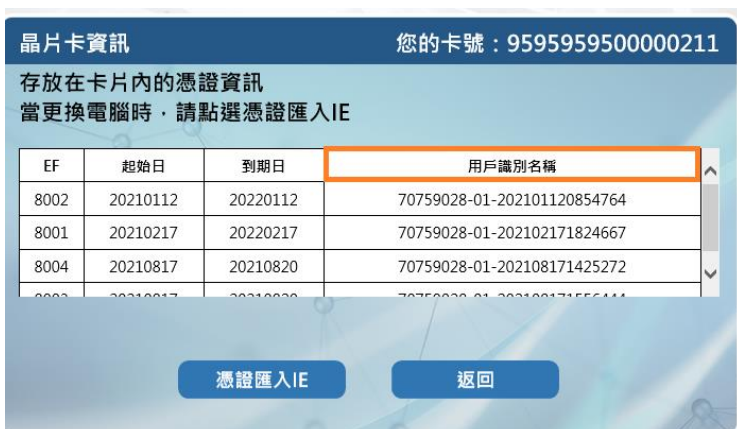 晶片卡資訊 您的卡號：9595959500000211
存放在卡片內的憑證資訊
當更換電腦時，請點選憑證匯入IE
EF 起始日 到期日 用戶識別名稱
8002 20210112 20220112 70759028-01-202101120854764
8001 20210217 20220217 70759028-01-202102171824667
8004 20210817 20210820 70759028-01-202108171425272
憑證匯入IE 返回